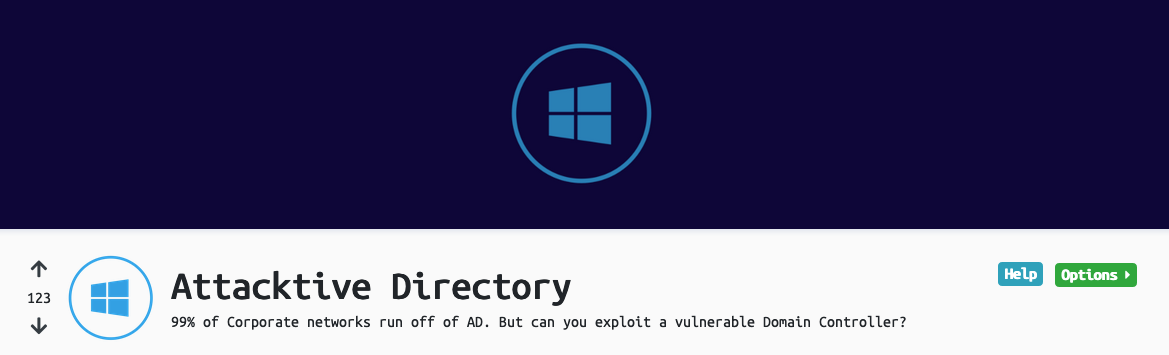 Attacktive Directory
Help
Options
123
99% of Corporate networks run off of AD. But can you exploit a vulnerable Domain Controller?